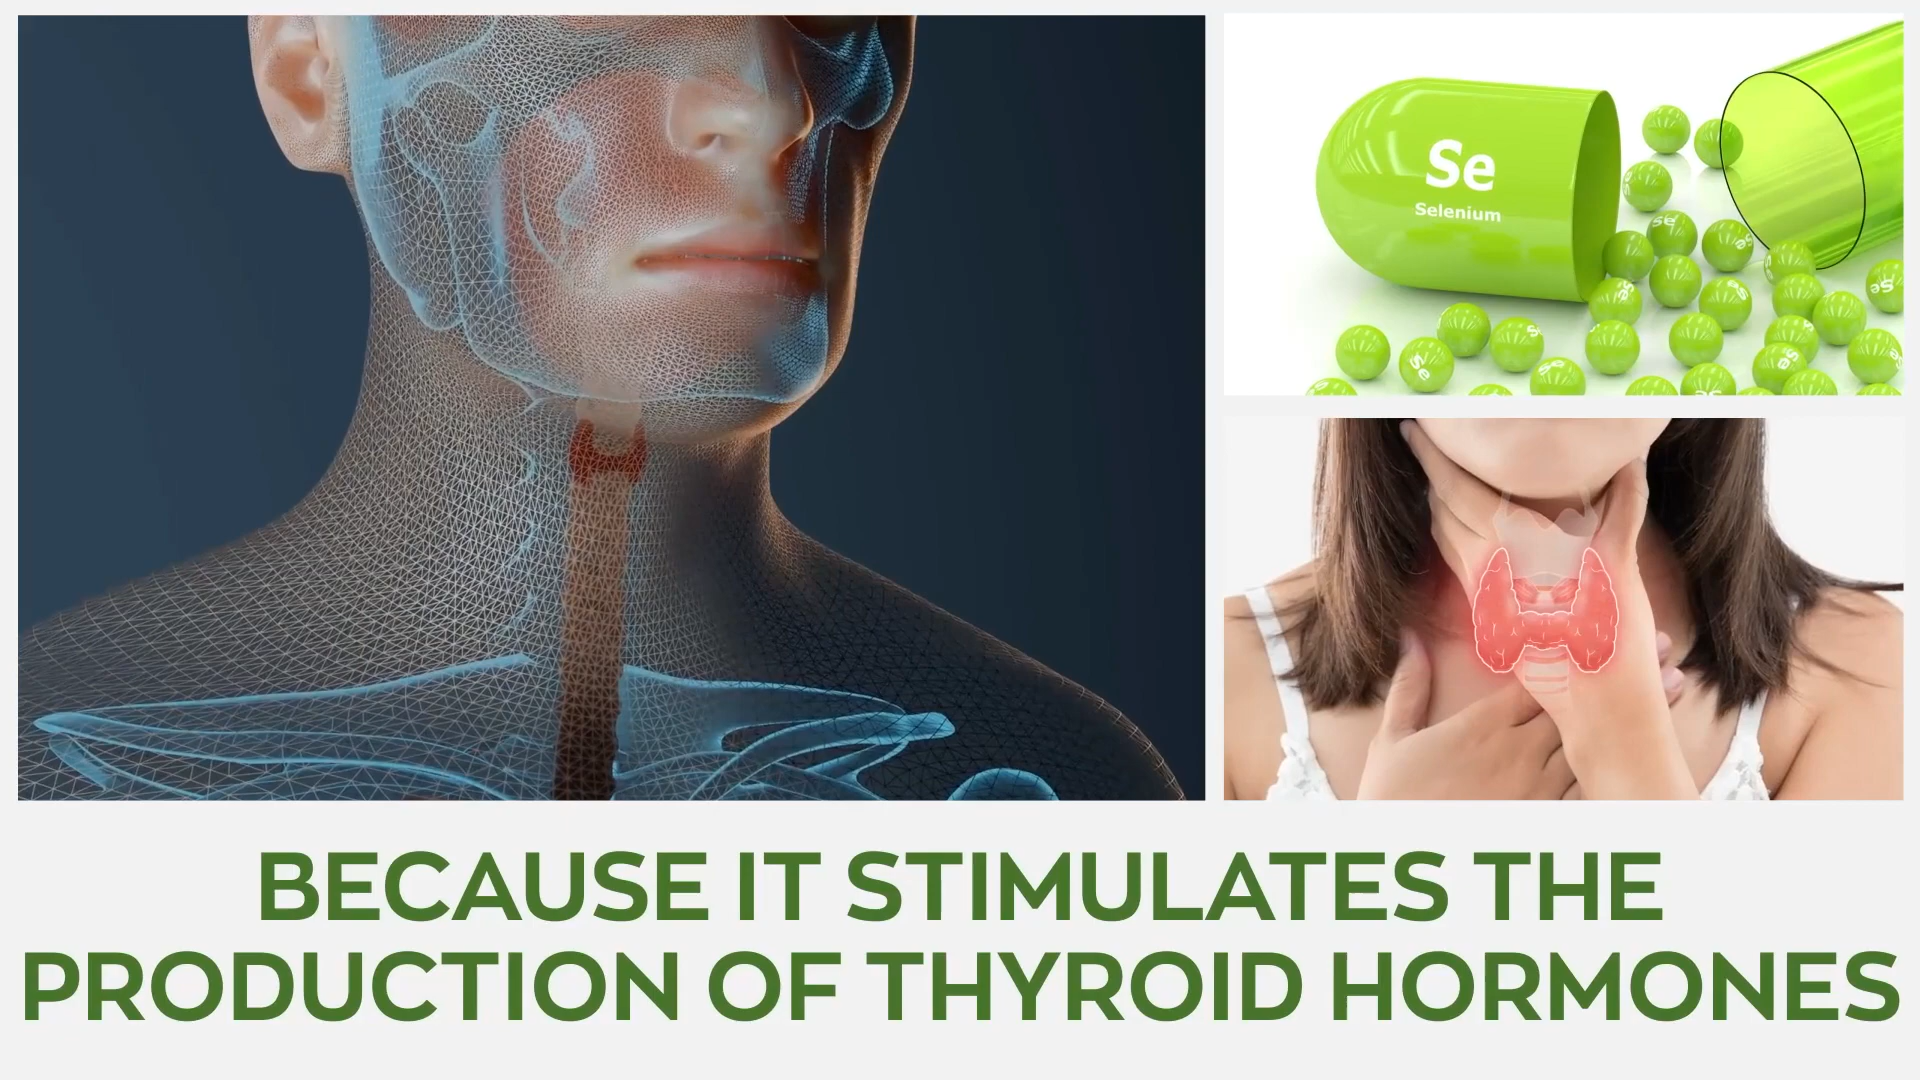 Se
Selenium
BECAUSE IT STIMULATES THE
PRODUCTION OF THYROID HORMONES